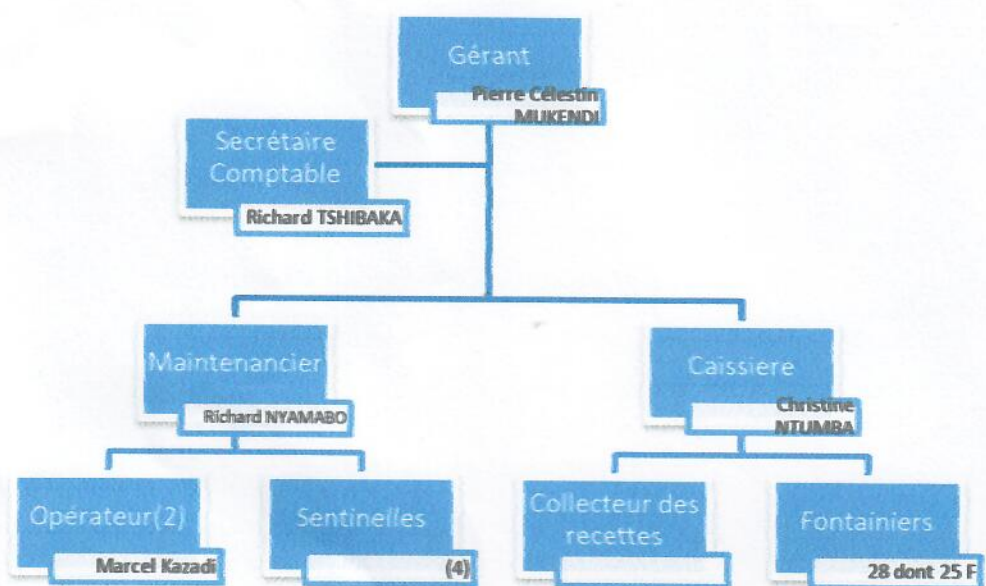 Gérant
Pierre Célestin
MUKENDI
Secrétaire
Comptable
Richard TSHIBAKA
Maintenancier
Richard NYAMABO
Caissiere
Christine
NTUMBA
Opérateur(2)
Marcel Kazadi
Sentinelles
(4)
Collecteur des
recettes
Fontainiers
28 dont 25 F